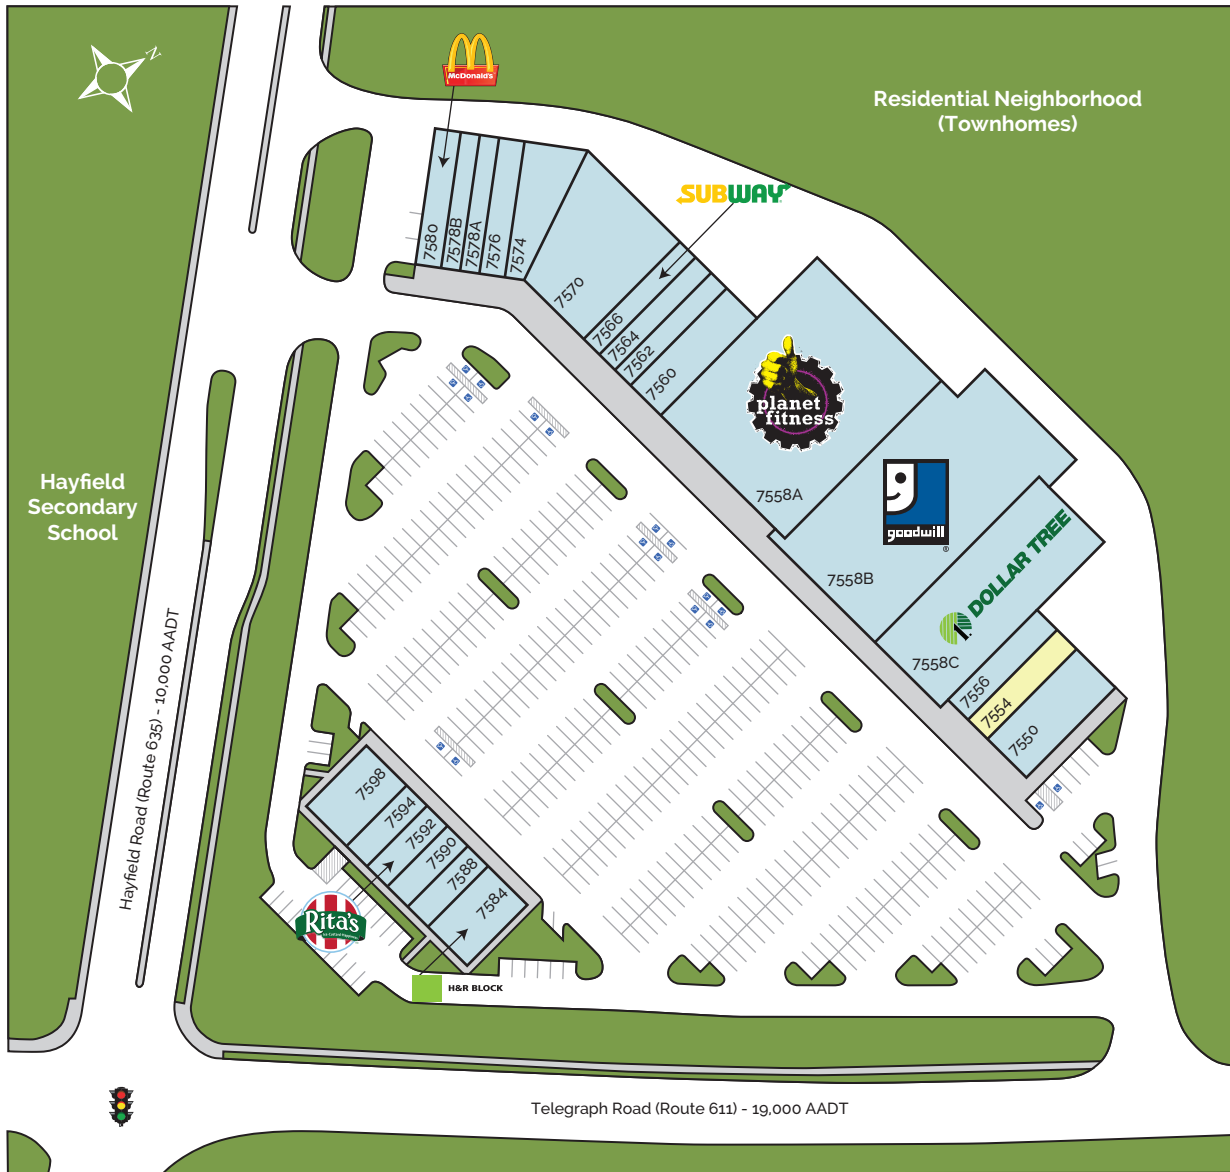 N
McDonald's
Residential Neighborhood
(Townhomes)
SUBWAY
7580
7578B
7578A
7576
7574
7570
7566
7564
7562
7560
planet
fitness
7558A
goodwill
®
7558B
DOLLAR TREE
7558C
7556
7554
7550
Hayfield
Secondary
School
Hayfield Road (Route 635) - 10,000 AADT
7598
7594
7592
7590
7588
7584
Rita's
H&R BLOCK
Telegraph Road (Route 611) - 19,000 AADT